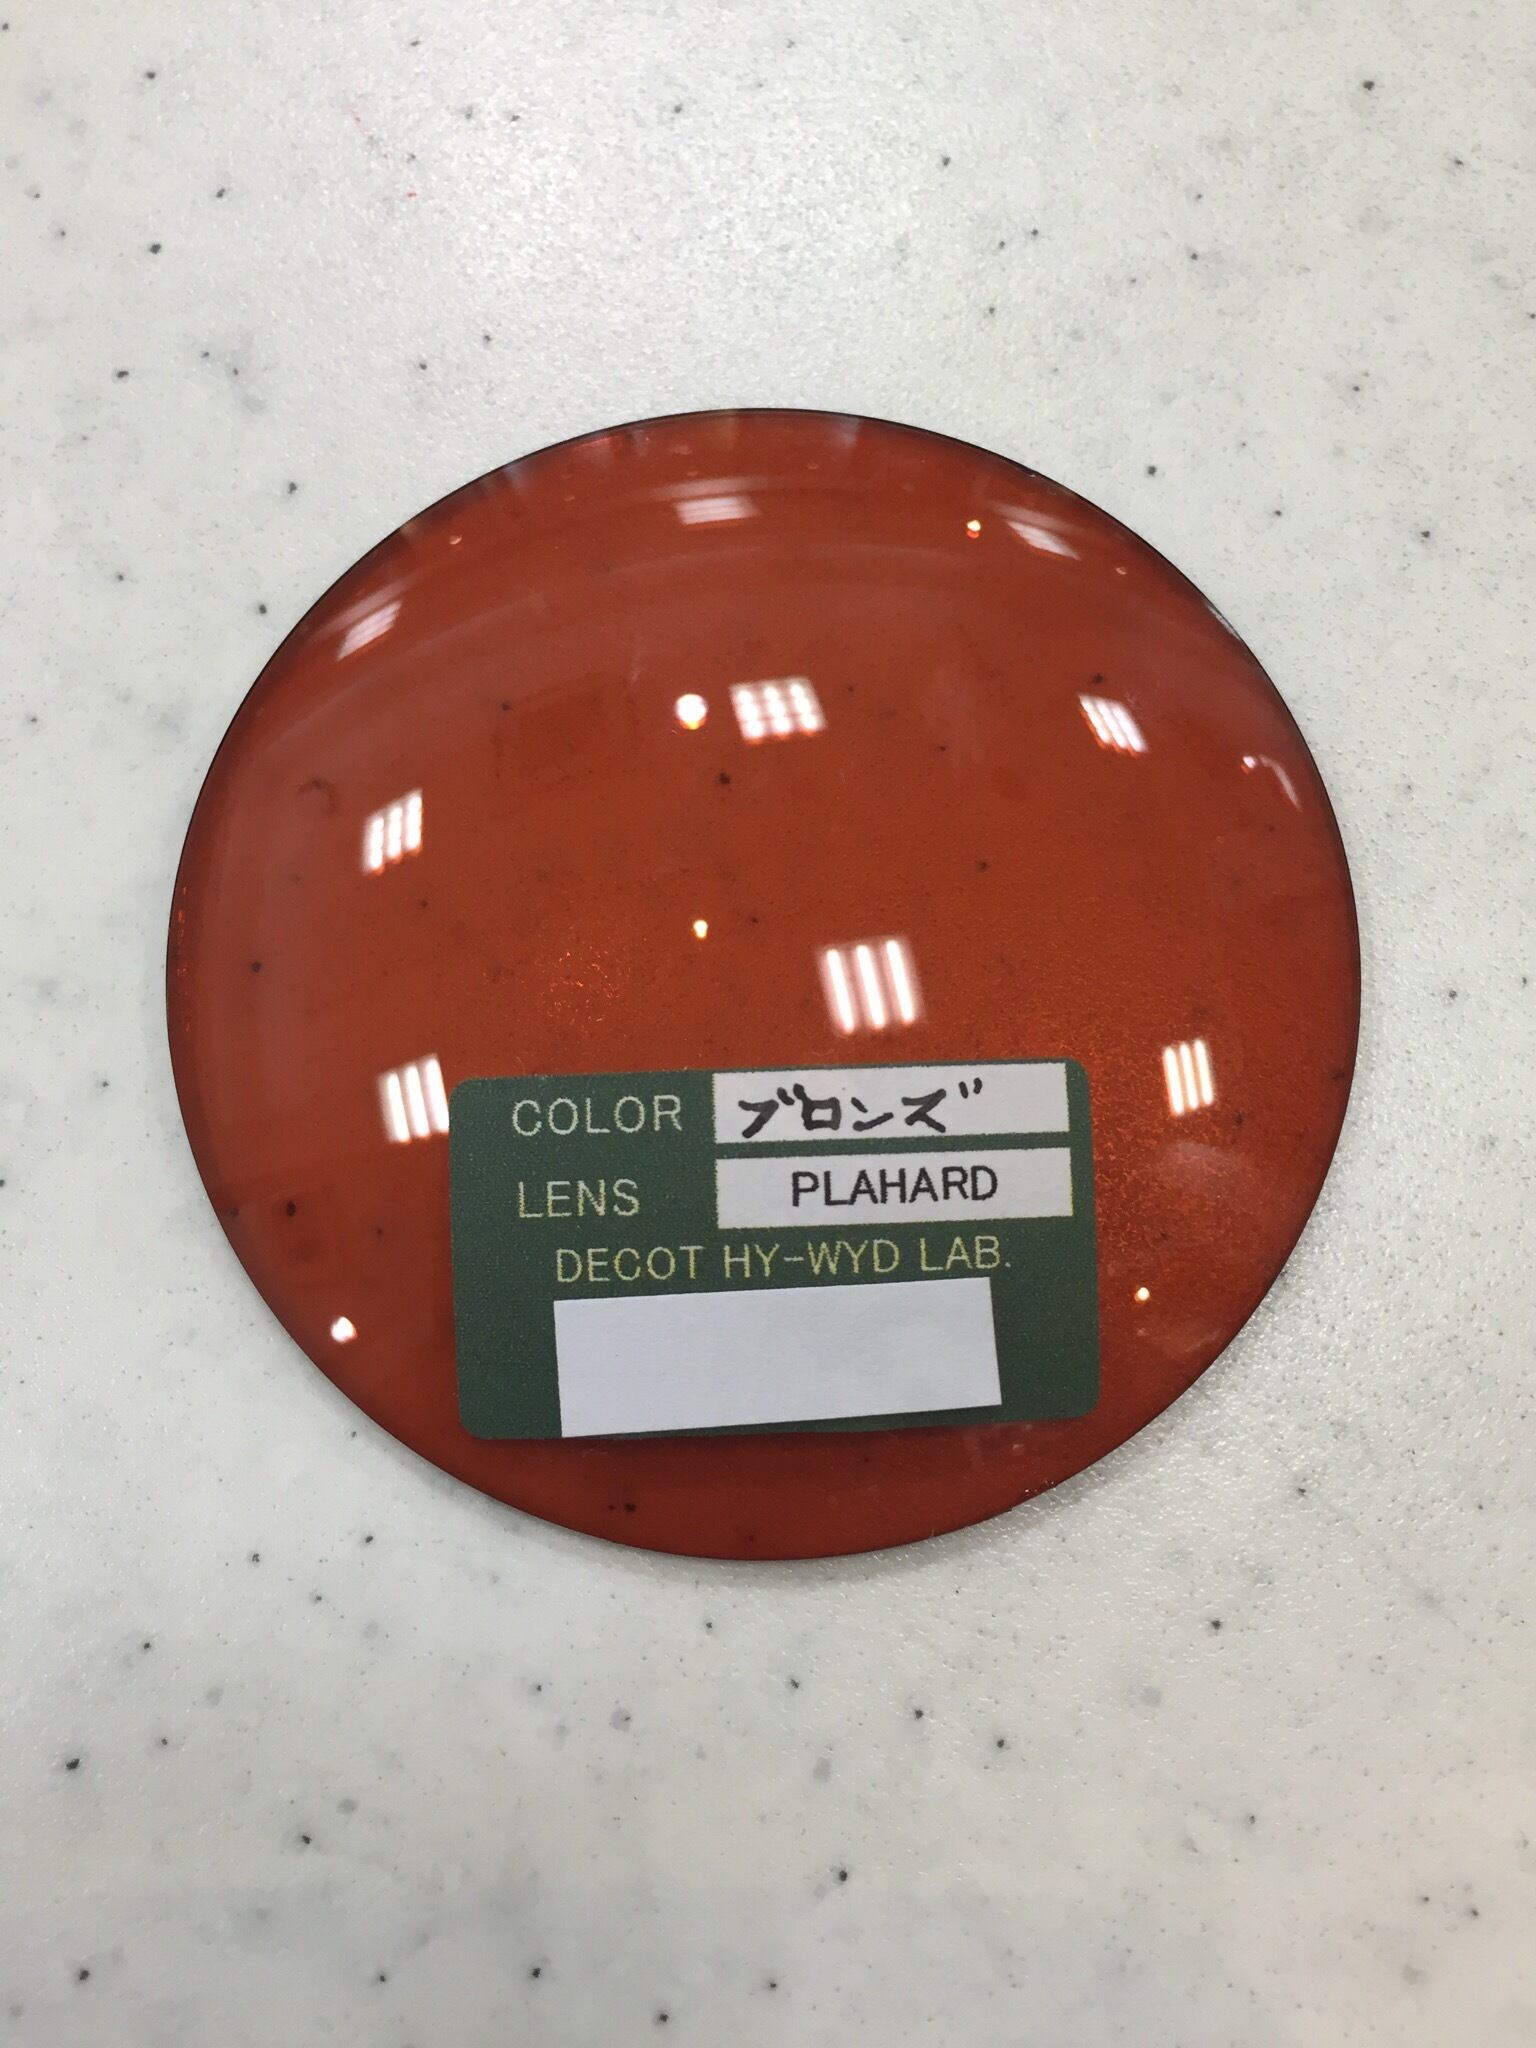 COLOR ブロンズ
LENS PLAHARD
DECOT HY-WYD LAB.